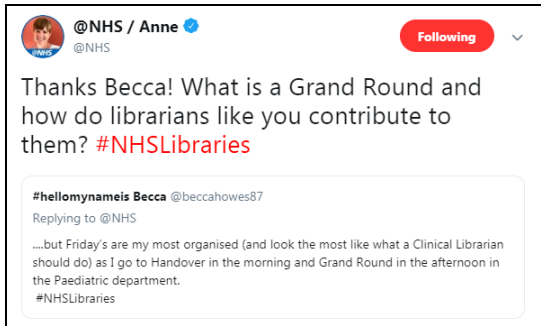 @NHS / Anne
@NHS
Following
Thanks Becca! What is a Grand Round and
how do librarians like you contribute to
them? #NHSLibraries
#hellomynameis Becca @beccahowes87
Replying to @NHS
....but Friday's are my most organised (and look the most like what a Clinical Librarian
should do) as I go to Handover in the morning and Grand Round in the afternoon in
the Paediatric department.
#NHSLibraries
@NHS